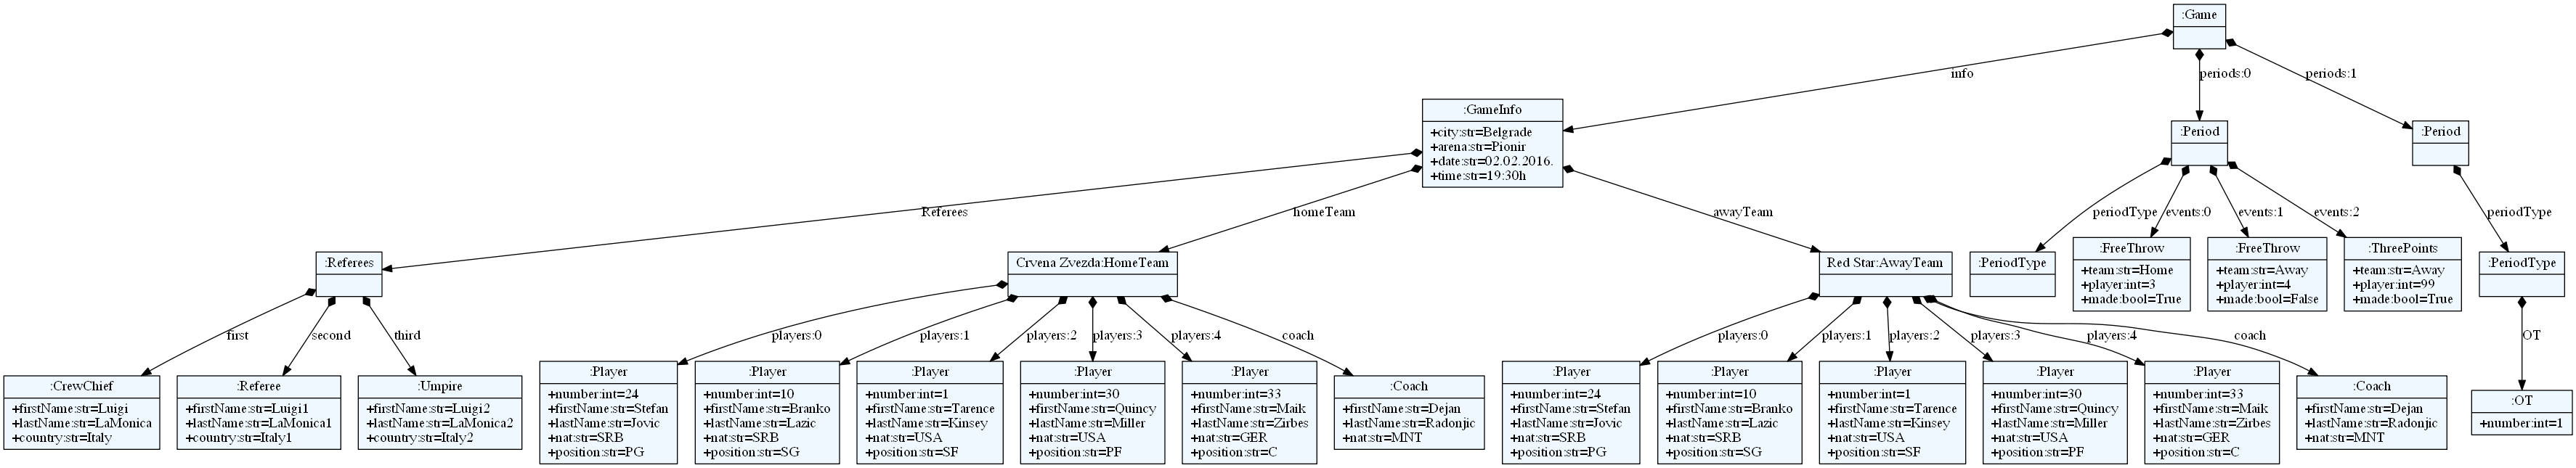 :Game
info
periods:0
periods:1
:GameInfo
+city:str=Belgrade
+arena:str=Pionir
+date:str=02.02.2016.
+time:str=19:30h
:Period
:Period
Referees
homeTeam
awayTeam
periodType
events:0
events:1
events:2
periodType
:Referees
Crvena Zvezda:HomeTeam
Red Star:AwayTeam
:PeriodType
:FreeThrow
+team:str=Home
+player:int=3
+made:bool=True
:FreeThrow
+team:str=Away
+player:int=4
+made:bool=False
:ThreePoints
+team:str=Away
+player:int=99
+made:bool=True
:PeriodType
first
second
third
players:0
players:1
players:2
players:3
players:4
coach
players:0
players:1
players:2
players:3
players:4
coach
OT
:CrewChief
+firstName:str=Luigi
+lastName:str=LaMonica
+country:str=Italy
:Referee
+firstName:str=Luigi1
+lastName:str=LaMonica1
+country:str=Italy1
:Umpire
+firstName:str=Luigi2
+lastName:str=LaMonica2
+country:str=Italy2
:Player
+number:int=24
+firstName:str=Stefan
+lastName:str=Jovic
+nat:str=SRB
+position:str=PG
:Player
+number:int=10
+firstName:str=Branko
+lastName:str=Lazic
+nat:str=SRB
+position:str=SG
:Player
+number:int=1
+firstName:str=Tarence
+lastName:str=Kinsey
+nat:str=USA
+position:str=SF
:Player
+number:int=30
+firstName:str=Quincy
+lastName:str=Miller
+nat:str=USA
+position:str=PF
:Player
+number:int=33
+firstName:str=Maik
+lastName:str=Zirbes
+nat:str=GER
+position:str=C
:Coach
+firstName:str=Dejan
+lastName:str=Radonjic
+nat:str=MNT
:Player
+number:int=24
+firstName:str=Stefan
+lastName:str=Jovic
+nat:str=SRB
+position:str=PG
:Player
+number:int=10
+firstName:str=Branko
+lastName:str=Lazic
+nat:str=SRB
+position:str=SG
:Player
+number:int=1
+firstName:str=Tarence
+lastName:str=Kinsey
+nat:str=USA
+position:str=SF
:Player
+number:int=30
+firstName:str=Quincy
+lastName:str=Miller
+nat:str=USA
+position:str=PF
:Player
+number:int=33
+firstName:str=Maik
+lastName:str=Zirbes
+nat:str=GER
+position:str=C
:Coach
+firstName:str=Dejan
+lastName:str=Radonjic
+nat:str=MNT
:OT
+number:int=1